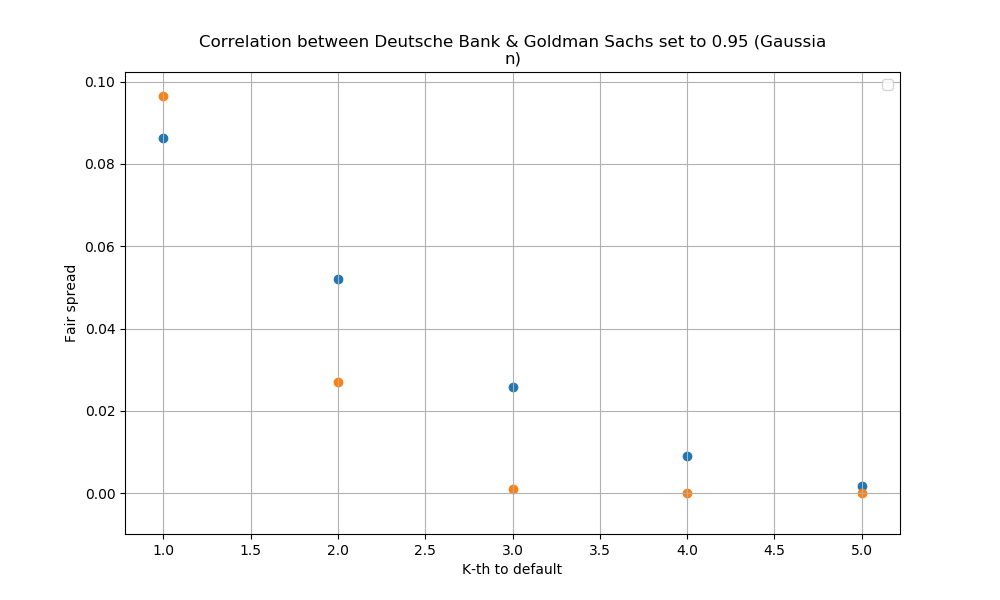 Correlation between Deutsche Bank & Goldman Sachs set to 0.95 (Gaussia
n)
0.10
0.08
0.06
0.04
0.02
0.00
Fair spread
1.0 1.5 2.0 2.5 3.0 3.5 4.0 4.5 5.0
K-th to default